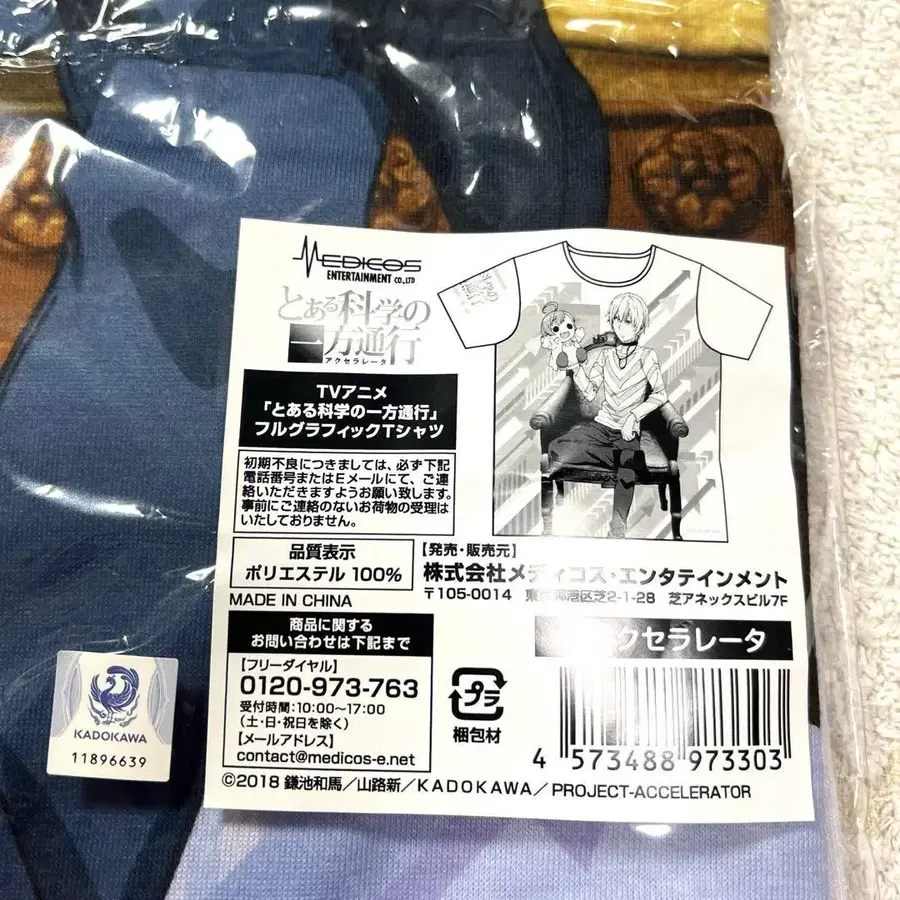 MEDICOS
ENTERTAINMENT CO.,LTD
とある科学の
一方通行
アクセラレータ
TVアニメ
「とある科学の一方通行」
フルグラフィックTシャツ
初期不良につきましては、必ず下記
電話番号またはEメールにて、ご連
絡いただきますようお願い致します。
事前にご連絡のないお荷物の受理は
いたしておりません。
品質表示
ポリエステル 100%
MADE IN CHINA
【発売・販売元】
株式会社メディコス・エンタテインメント
〒105-0014 東京都港区芝2-1-28 芝アネックスビル7F
商品に関する
お問い合わせは下記まで
【フリーダイヤル】
0120-973-763
受付時間:10:00〜17:00
(土・日・祝日を除く)
【メールアドレス】
contact@medicos-e.net
アクセラレータ
プラ
梱包材
4 573488 973303
©2018 鎌池和馬/山路新/KADOKAWA/PROJECT-ACCELERATOR
KADOKAWA
11896639